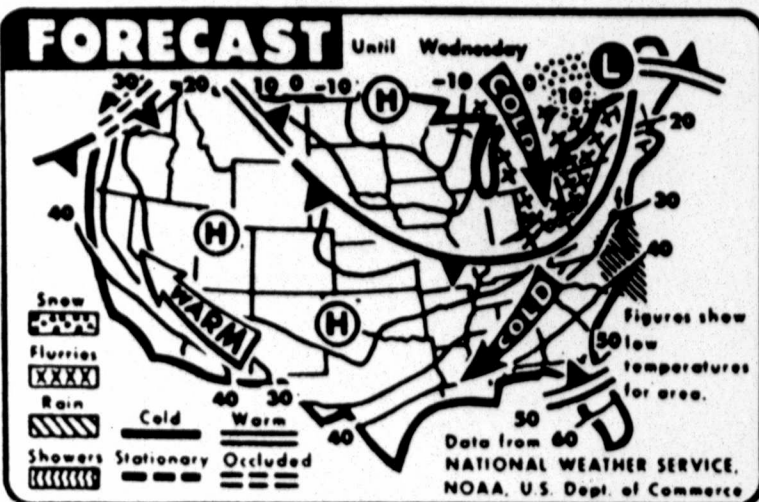 FORECAST Until Wednesday
30 20 10 0 -10 H -10 0 10 L
COLD
20
40
30
H
40
WARM
H
COLD
Snow
Flurries
Rain
Showers
Cold Warm
Stationary Occluded
40 30
40
50
50 60
Figures show
low
temperatures
for area.
Data from
NATIONAL WEATHER SERVICE,
NOAA, U.S. Dept. of Commerce